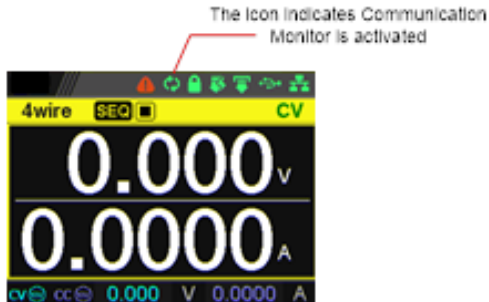 The Icon Indicates Communication
Monitor is activated
4wire SEQ CV
0.000 V
0.0000 A
CV CC 0.000 V 0.0000 A